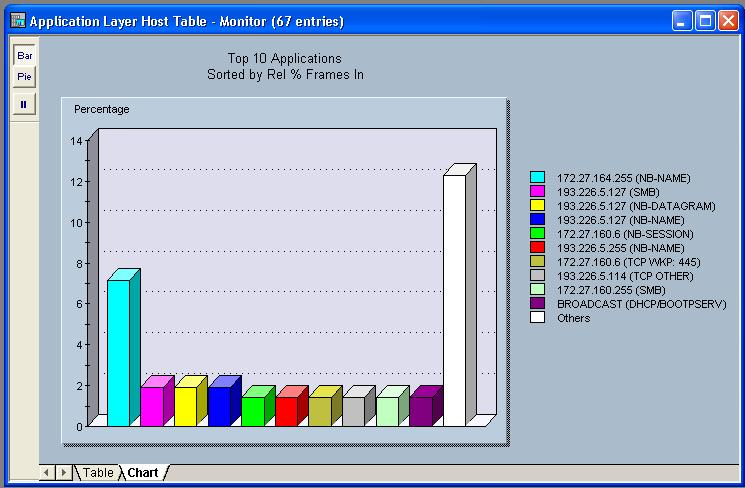 Application Layer Host Table - Monitor (67 entries)
Bar
Pie
Top 10 Applications
Sorted by Rel % Frames In
Percentage
14
12
10
8
6
4
2
0
172.27.164.255 (NB-NAME)
193.226.5.127 (SMB)
193.226.5.127 (NB-DATAGRAM)
193.226.5.127 (NB-NAME)
172.27.160.6 (NB-SESSION)
193.226.5.255 (NB-NAME)
172.27.160.6 (TCP WKP: 445)
193.226.5.114 (TCP OTHER)
172.27.160.255 (SMB)
BROADCAST (DHCP/BOOTPSERV)
Others
Table
Chart